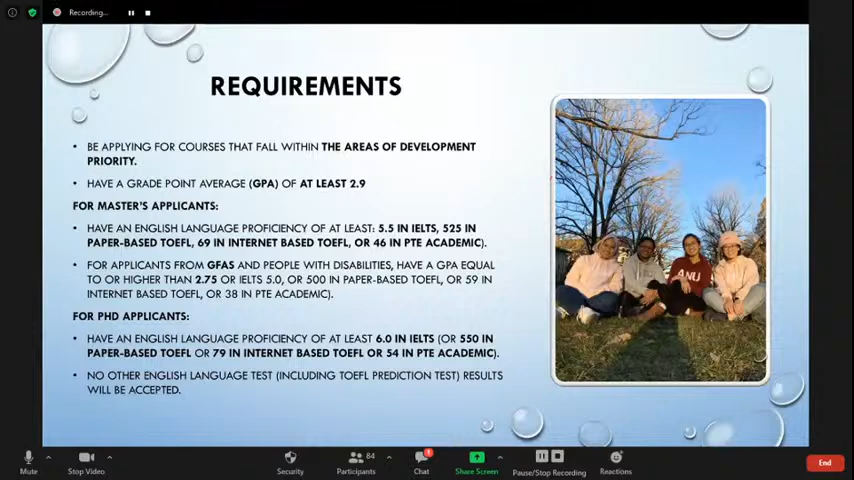 Recording...
REQUIREMENTS
• BE APPLYING FOR COURSES THAT FALL WITHIN THE AREAS OF DEVELOPMENT
PRIORITY.
• HAVE A GRADE POINT AVERAGE (GPA) OF AT LEAST 2.9
FOR MASTER'S APPLICANTS:
• HAVE AN ENGLISH LANGUAGE PROFICIENCY OF AT LEAST: 5.5 IN IELTS, 525 IN
PAPER-BASED TOEFL, 69 IN INTERNET BASED TOEFL, OR 46 IN PTE ACADEMIC).
• FOR APPLICANTS FROM GFAS AND PEOPLE WITH DISABILITIES, HAVE A GPA EQUAL
TO OR HIGHER THAN 2.75 OR IELTS 5.0, OR 500 IN PAPER-BASED TOEFL, OR 59 IN
INTERNET BASED TOEFL, OR 38 IN PTE ACADEMIC).
FOR PHD APPLICANTS:
• HAVE AN ENGLISH LANGUAGE PROFICIENCY OF AT LEAST 6.0 IN IELTS (OR 550 IN
PAPER-BASED TOEFL OR 79 IN INTERNET BASED TOEFL OR 54 IN PTE ACADEMIC).
• NO OTHER ENGLISH LANGUAGE TEST (INCLUDING TOEFL PREDICTION TEST) RESULTS
WILL BE ACCEPTED.
ANU
Mute
Stop Video
Security
Participants 84
Chat
Share Screen
Pause/Stop Recording
Reactions
End